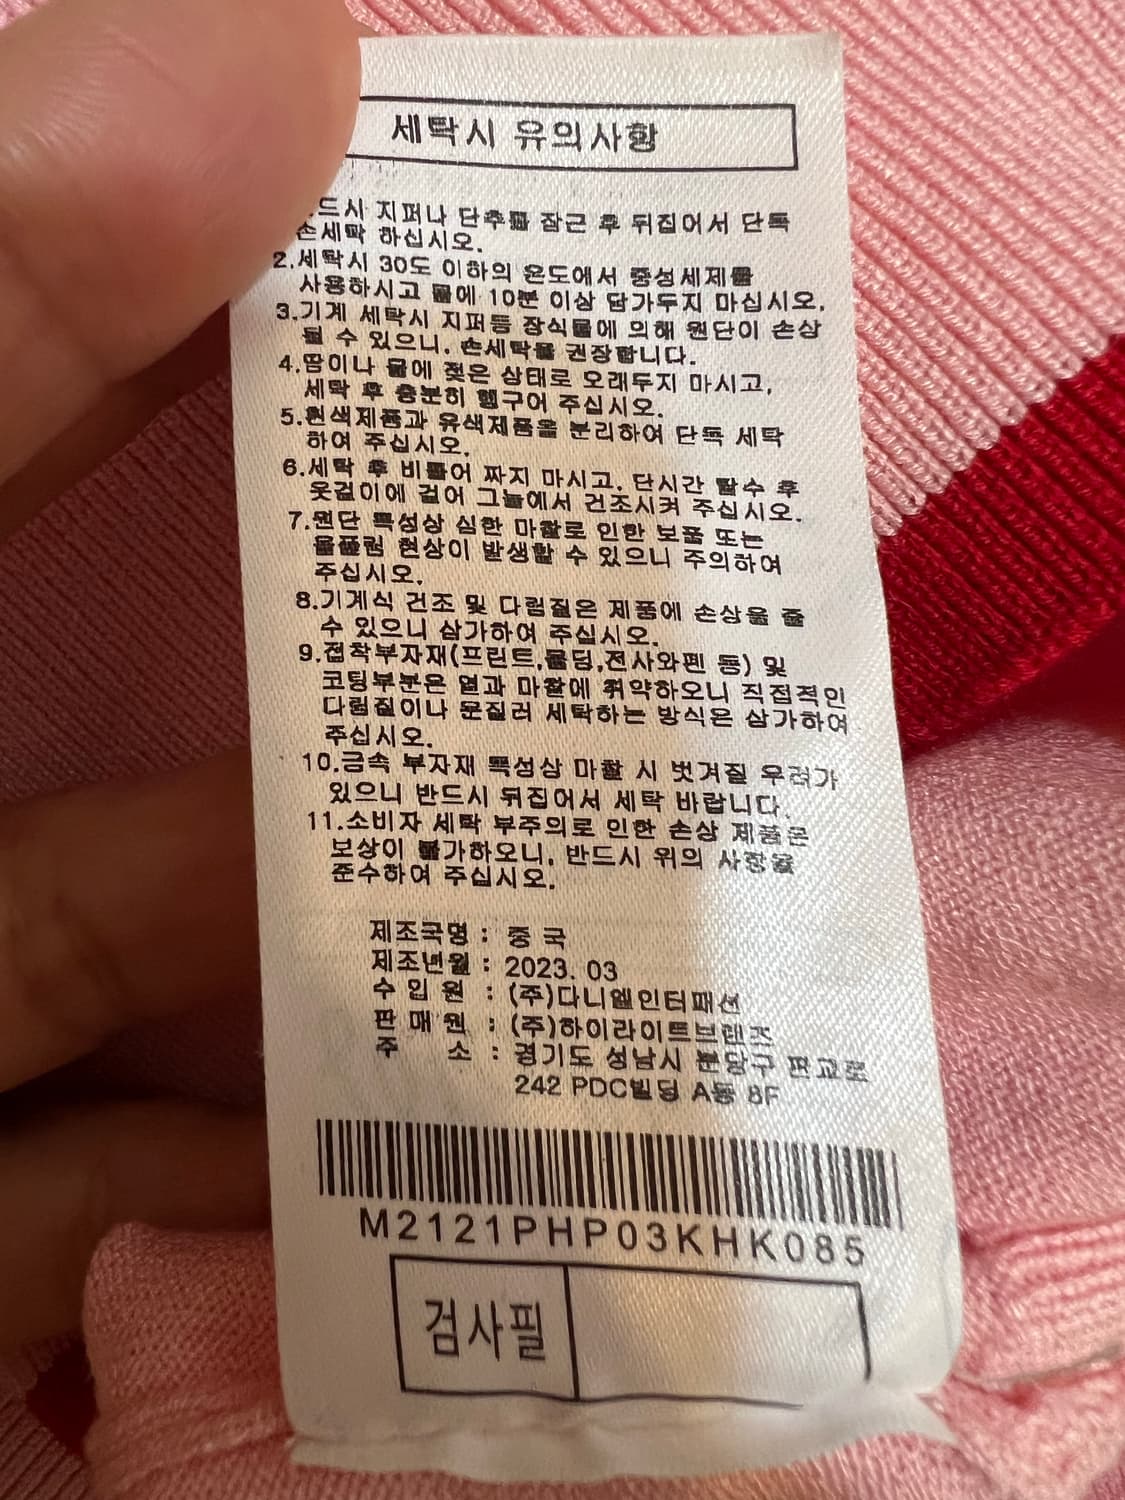 세탁시 유의사항
드시 지퍼나 단추를 잠근 후 뒤집어서 단독
손세탁 하십시오.
2.세탁시 30도 이하의 온도에서 중성세제를
사용하시고 물에 10분 이상 담가두지 마십시오.
3.기계 세탁시 지퍼등 장식물에 의해 원단이 손상
될 수 있으니, 손세탁을 권장합니다.
4.땀이나 물에 젖은 상태로 오래두지 마시고,
세탁 후 충분히 헹구어 주십시오.
5.흰색제품과 유색제품을 분리하여 단독 세탁
하여 주십시오.
6.세탁 후 비틀어 짜지 마시고, 단시간 탈수 후
옷걸이에 걸어 그늘에서 건조시켜 주십시오.
7.원단 특성상 심한 마찰로 인한 보풀 또는
올풀림 현상이 발생할 수 있으니 주의하여
주십시오.
8.기계식 건조 및 다림질은 제품에 손상을 줄
수 있으니 삼가하여 주십시오.
9.접착부자재(프린트,몰딩,전사와펜 등) 및
코팅부분은 열과 마찰에 취약하오니 직접적인
다림질이나 문질러 세탁하는 방식은 삼가하여
주십시오.
10.금속 부자재 특성상 마찰 시 벗겨질 우려가
있으니 반드시 뒤집어서 세탁 바랍니다.
11.소비자 세탁 부주의로 인한 손상 제품은
보상이 불가하오니, 반드시 위의 사항을
준수하여 주십시오.
제조국명 : 중 국
제조년월 : 2023. 03
수 입 원 : (주)다니엘인터패션
판 매 원 : (주)하이라이트브랜즈
주 소 : 경기도 성남시 분당구 판교로
242 PDC빌딩 A동 8F
M2121PHP03KHK085
검사필